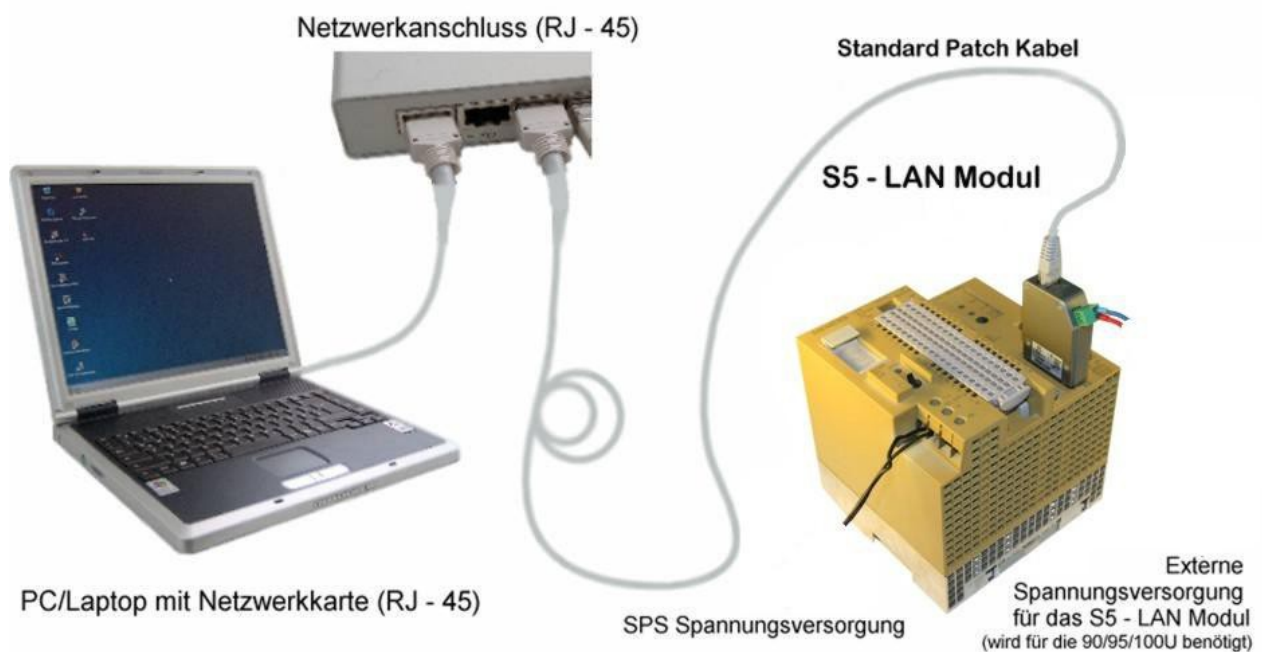 Netzwerkanschluss (RJ - 45)
Standard Patch Kabel
S5 - LAN Modul
PC/Laptop mit Netzwerkkarte (RJ - 45)
SPS Spannungsversorgung
Externe
Spannungsversorgung
für das S5 - LAN Modul
(wird für die 90/95/100U benötigt)